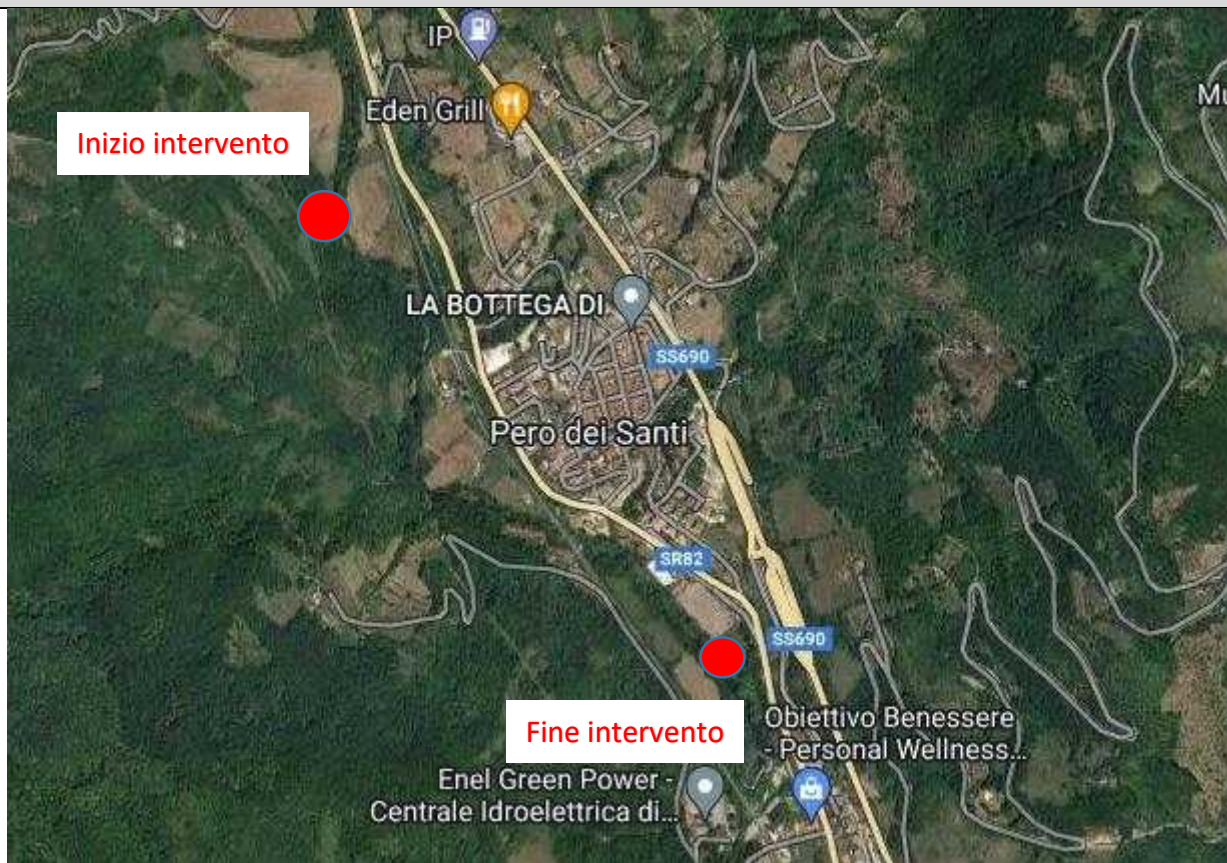 IP
Eden Grill
Mu
Inizio intervento
LA BOTTEGA DI
SS690
Pero dei Santi
SR82
SS690
Fine intervento
Obiettivo Benessere
- Personal Wellness...
Enel Green Power -
Centrale Idroelettrica di...